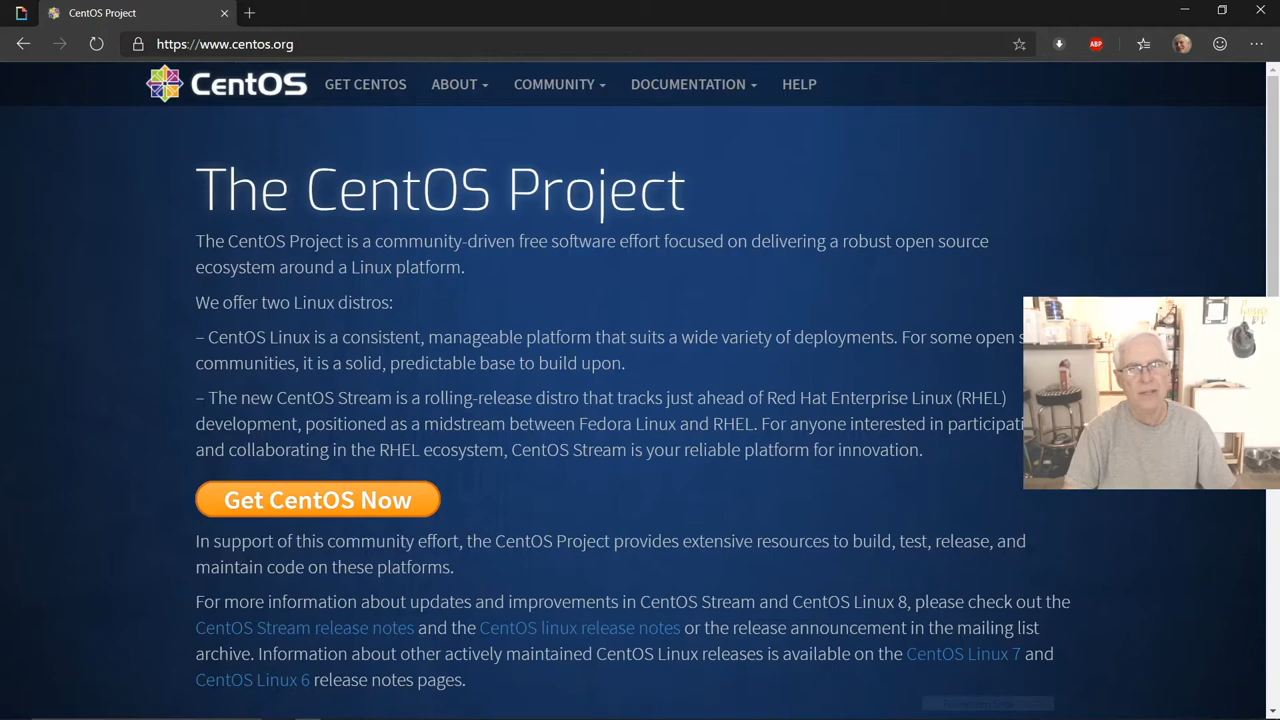 CentOS Project
https://www.centos.org
ABP
CentOS GET CENTOS ABOUT COMMUNITY DOCUMENTATION HELP
The CentOS Project
The CentOS Project is a community-driven free software effort focused on delivering a robust open source
ecosystem around a Linux platform.
We offer two Linux distros:
– CentOS Linux is a consistent, manageable platform that suits a wide variety of deployments. For some open
communities, it is a solid, predictable base to build upon.
– The new CentOS Stream is a rolling-release distro that tracks just ahead of Red Hat Enterprise Linux (RHEL)
development, positioned as a midstream between Fedora Linux and RHEL. For anyone interested in participati
and collaborating in the RHEL ecosystem, CentOS Stream is your reliable platform for innovation.
Get CentOS Now
In support of this community effort, the CentOS Project provides extensive resources to build, test, release, and
maintain code on these platforms.
For more information about updates and improvements in CentOS Stream and CentOS Linux 8, please check out the
CentOS Stream release notes and the CentOS linux release notes or the release announcement in the mailing list
archive. Information about other actively maintained CentOS Linux releases is available on the CentOS Linux 7 and
CentOS Linux 6 release notes pages.